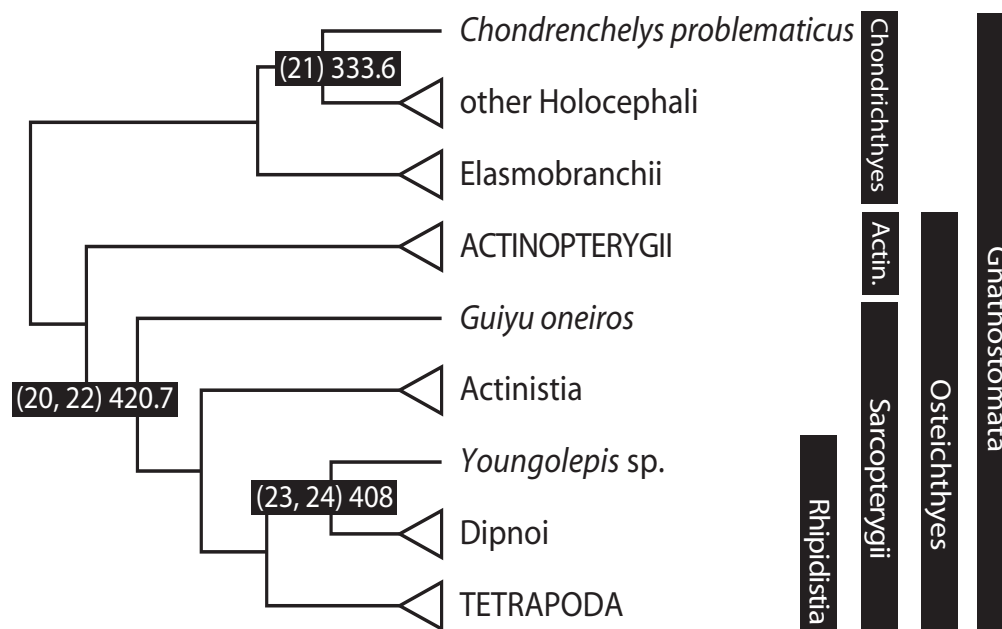 Chondrenchelys problematicus
(21) 333.6
other Holocephali
Elasmobranchii
ACTINOPTERYGII
Guiyu oneiros
(20, 22) 420.7
Actinistia
Youngolepis sp.
(23, 24) 408
Dipnoi
TETRAPODA
Chondrichthyes
Actin.
Sarcopterygii
Rhipidistia
Osteichthyes
Gnathostomata